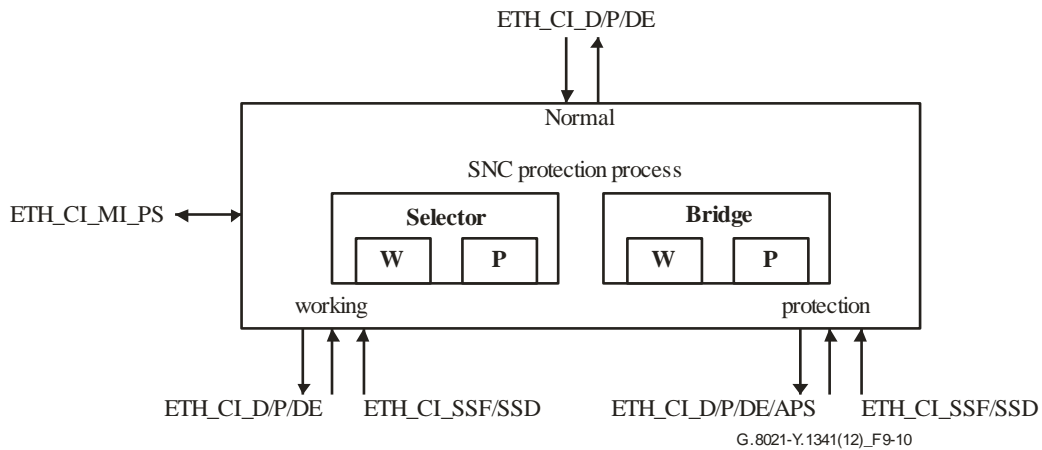 ETH_CI_D/P/DE
Normal
SNC protection process
ETH_CI_MI_PS
Selector
Bridge
W
P
W
P
working
protection
ETH_CI_D/P/DE
ETH_CI_SSF/SSD
ETH_CI_D/P/DE/APS
ETH_CI_SSF/SSD
G.8021-Y.1341(12)_F9-10